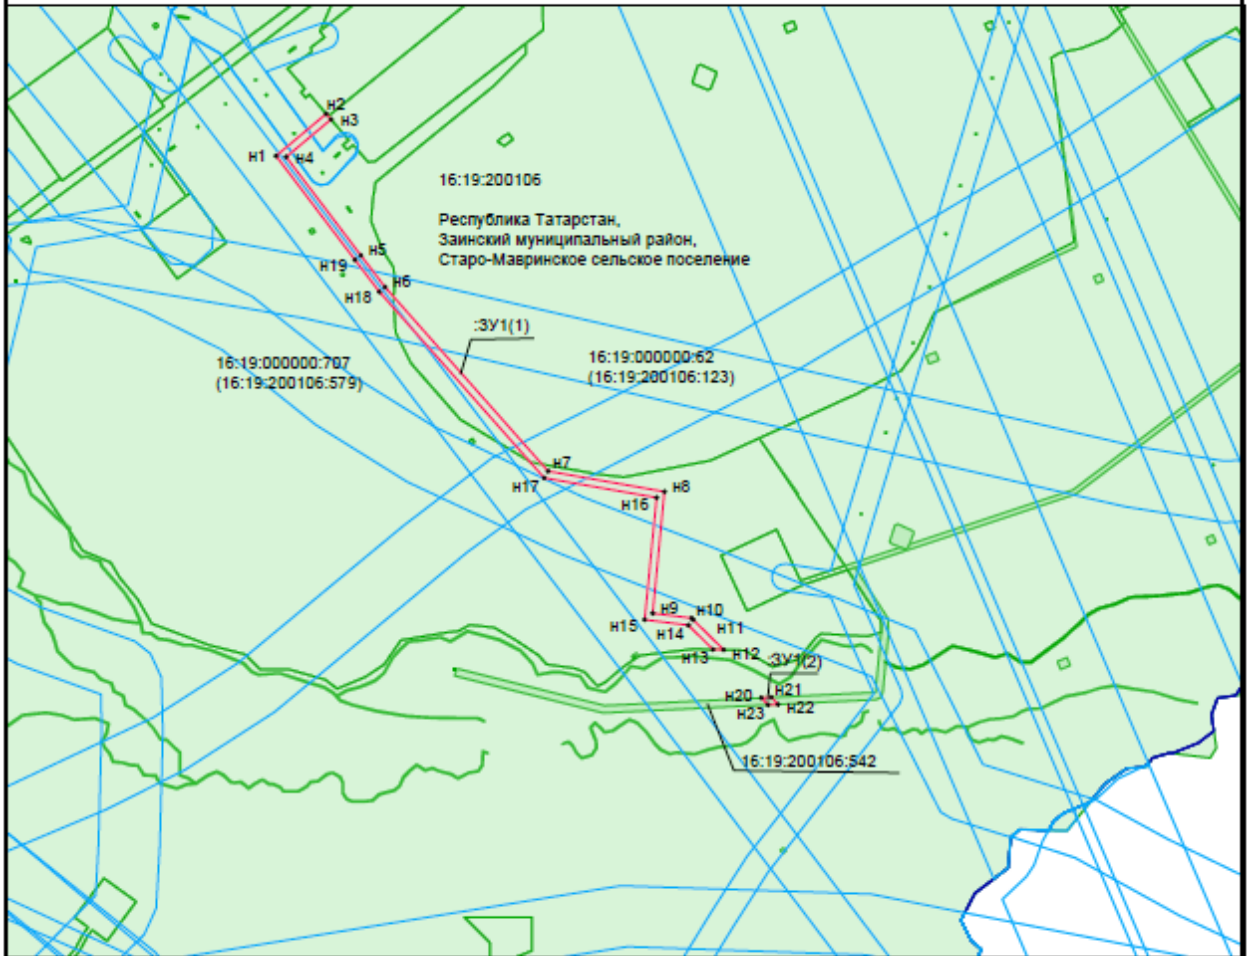 н2
н3
н1
н4
16:19:200106
Республика Татарстан,
Заинский муниципальный район,
Старо-Мавринское сельское поселение
н5
н19
н6
н18
:ЗУ1(1)
16:19:000000:707
(16:19:200106:579)
16:19:000000:62
(16:19:200106:123)
н7
н17
н8
н16
н9
н10
н15
н14
н11
н13
н12
:ЗУ1(2)
н20
н21
н23
н22
16:19:200106:542